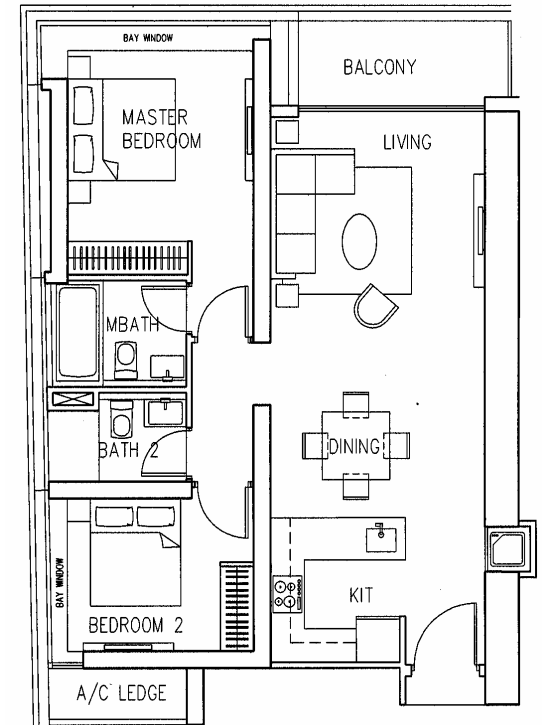 BAY WINDOW
BALCONY
MASTER
BEDROOM
LIVING
MBATH
BATH 2
DINING
BAY WINDOW
KIT
BEDROOM 2
A/C LEDGE